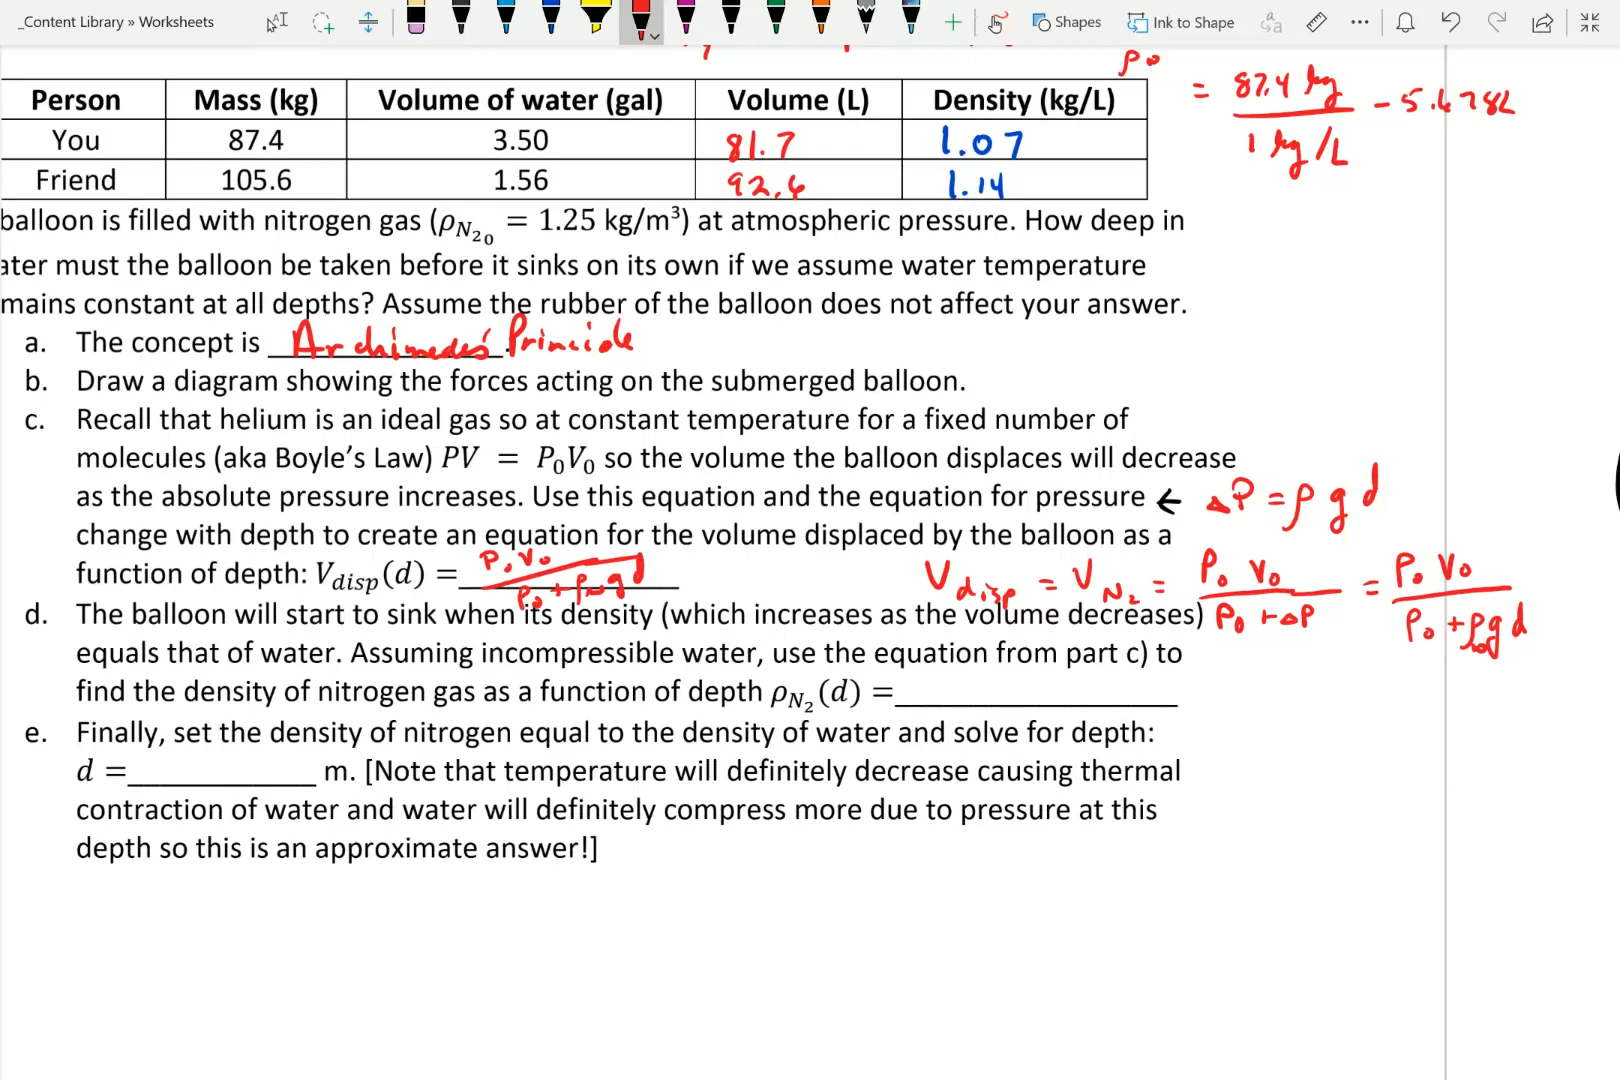 _Content Library » Worksheets
Shapes
Ink to Shape
ρ₀
= 87.4 kg / 1 kg/L - 5.678L
Person Mass (kg) Volume of water (gal) Volume (L) Density (kg/L)
You 87.4 3.50 81.7 1.07
Friend 105.6 1.56 92.6 1.14
balloon is filled with nitrogen gas (ρ_N₂₀ = 1.25 kg/m³) at atmospheric pressure. How deep in
ater must the balloon be taken before it sinks on its own if we assume water temperature
mains constant at all depths? Assume the rubber of the balloon does not affect your answer.
a. The concept is Archimedes' Principle.
b. Draw a diagram showing the forces acting on the submerged balloon.
c. Recall that helium is an ideal gas so at constant temperature for a fixed number of
molecules (aka Boyle's Law) PV = P₀V₀ so the volume the balloon displaces will decrease
as the absolute pressure increases. Use this equation and the equation for pressure ← ΔP = ρ g d
change with depth to create an equation for the volume displaced by the balloon as a
function of depth: V_disp(d) = P₀V₀ / P₀ + ρ_w g d
V_disp = V_N₂ = P₀ V₀ / P₀ + ΔP = P₀ V₀ / P₀ + ρ_w g d
d. The balloon will start to sink when its density (which increases as the volume decreases)
equals that of water. Assuming incompressible water, use the equation from part c) to
find the density of nitrogen gas as a function of depth ρ_N₂(d) = ____________________
e. Finally, set the density of nitrogen equal to the density of water and solve for depth:
d = _____________ m. [Note that temperature will definitely decrease causing thermal
contraction of water and water will definitely compress more due to pressure at this
depth so this is an approximate answer!]